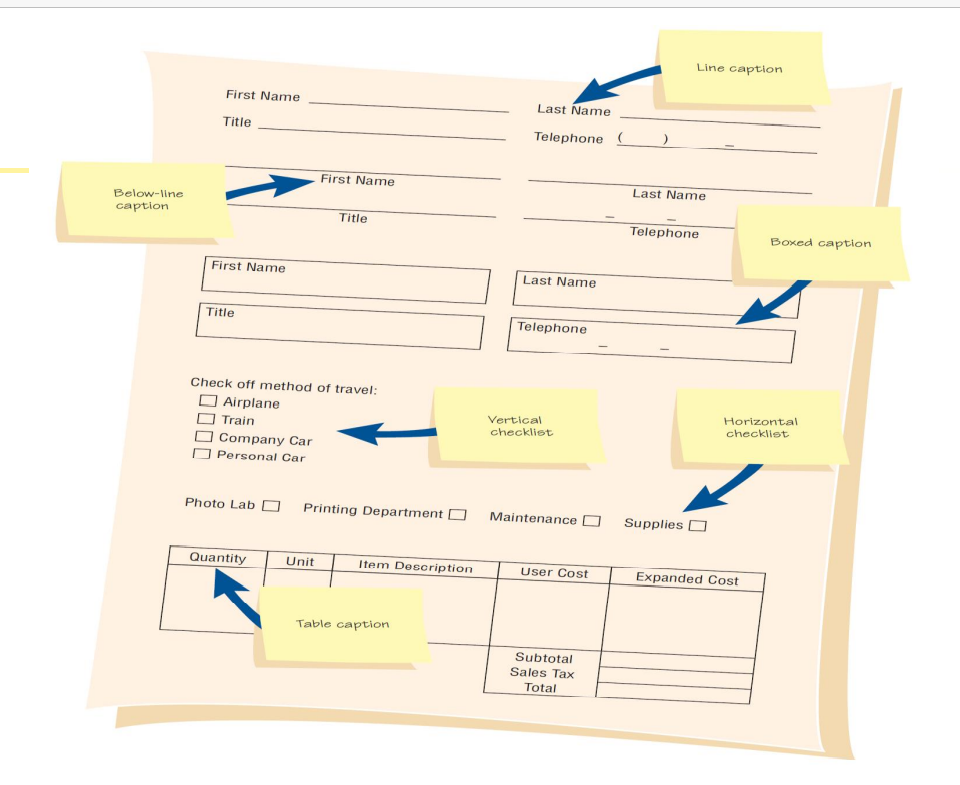 Line caption
First Name ____ Last Name ____
Title ____ Telephone (   )   –
Below-line
caption
First Name Last Name
– –
Title Telephone
Boxed caption
First Name Last Name
Title Telephone
– –
Check off method of travel:
Airplane
Train
Company Car
Personal Car
Vertical
checklist
Horizontal
checklist
Photo Lab Printing Department Maintenance Supplies
Quantity Unit Item Description User Cost Expanded Cost
Table caption
Subtotal
Sales Tax
Total